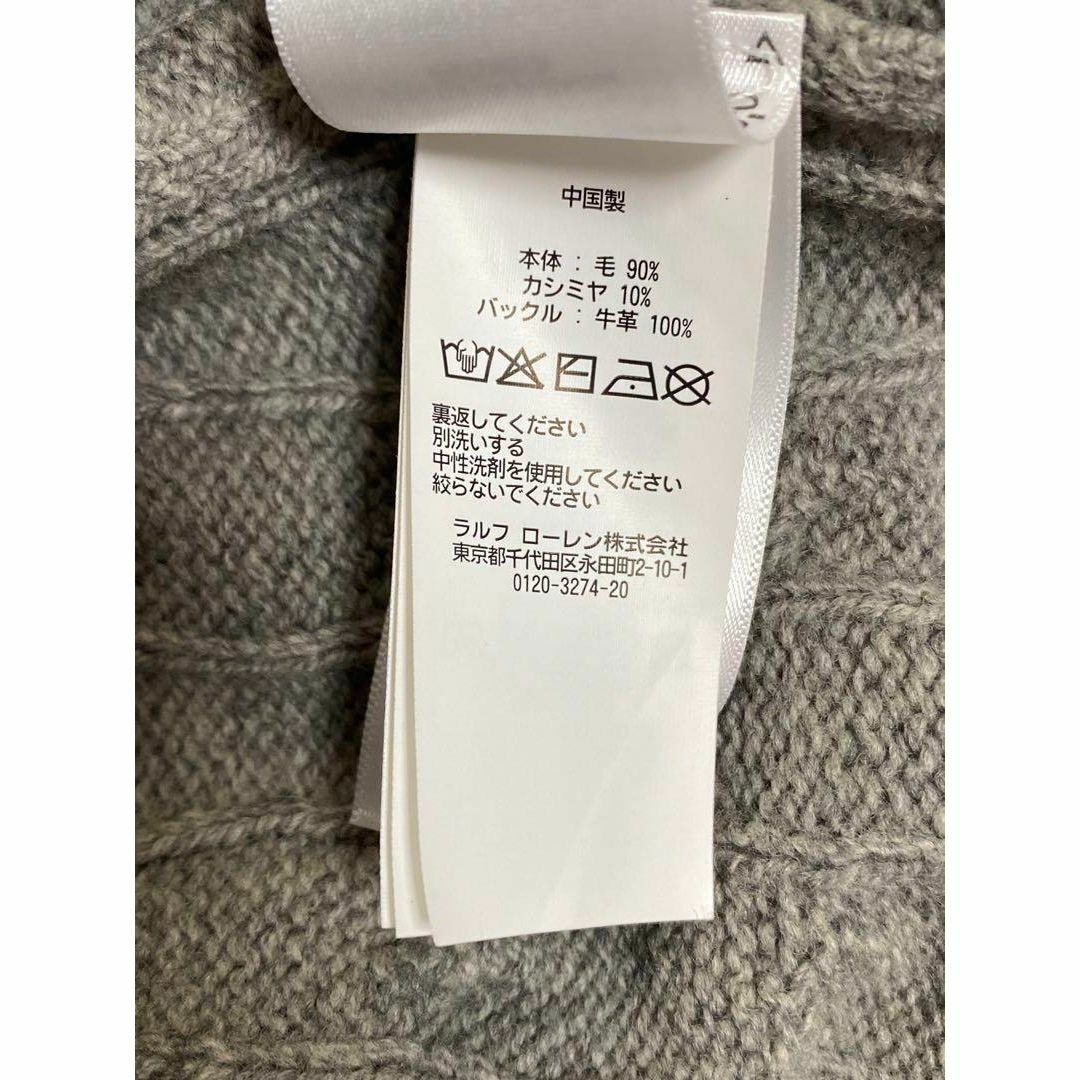 中国製
本体 : 毛 90%
カシミヤ 10%
バックル : 牛革 100%
裏返してください
別洗いする
中性洗剤を使用してください
絞らないでください
ラルフ ローレン株式会社
東京都千代田区永田町2-10-1
0120-3274-20